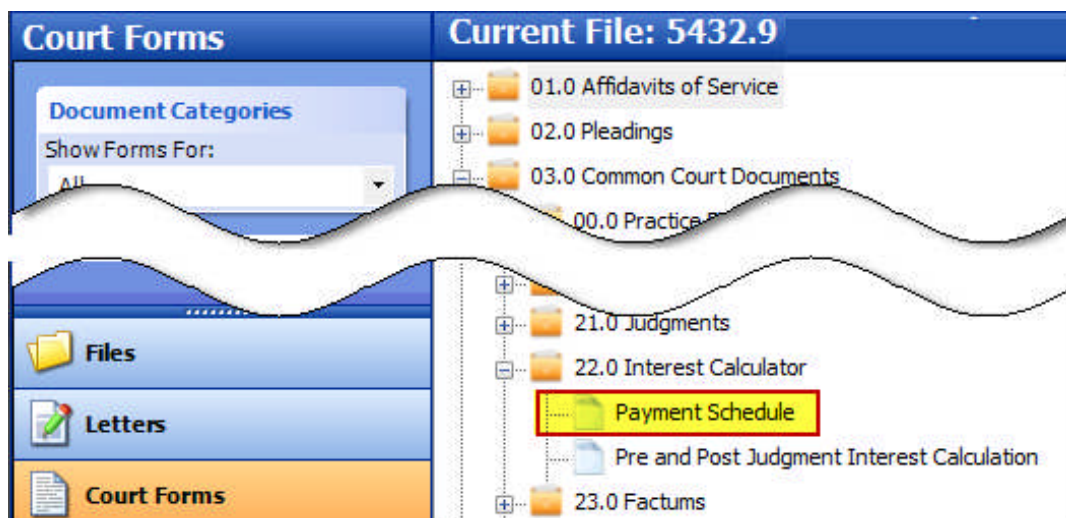 Court Forms
Document Categories
Show Forms For:
All
Files
Letters
Court Forms
Current File: 5432.9
01.0 Affidavits of Service
02.0 Pleadings
03.0 Common Court Documents
00.0 Practice
21.0 Judgments
22.0 Interest Calculator
Payment Schedule
Pre and Post Judgment Interest Calculation
23.0 Factums